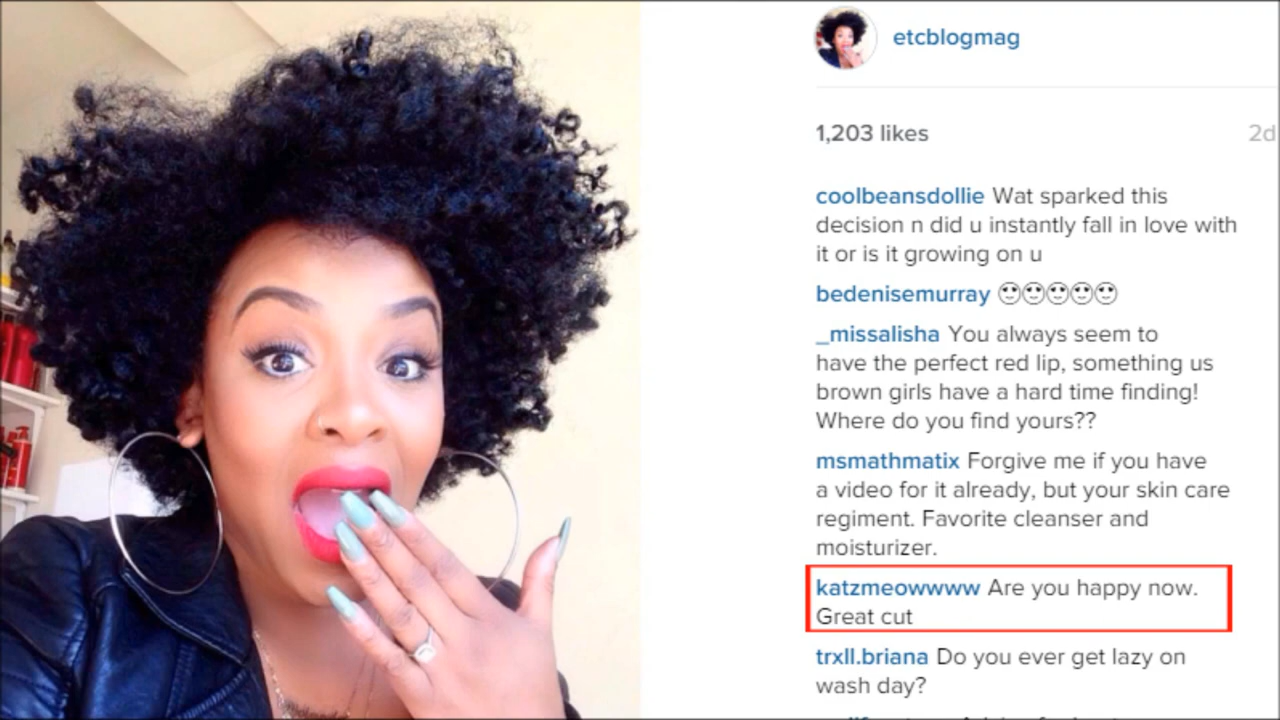 etcblogmag
1,203 likes
2d
coolbeansdollie Wat sparked this
decision n did u instantly fall in love with
it or is it growing on u
bedenisemurray 🙄🙄🙄🙄🙄
_missalisha You always seem to
have the perfect red lip, something us
brown girls have a hard time finding!
Where do you find yours??
msmathmatix Forgive me if you have
a video for it already, but your skin care
regiment. Favorite cleanser and
moisturizer.
katzmeowwww Are you happy now.
Great cut
trxll.briana Do you ever get lazy on
wash day?